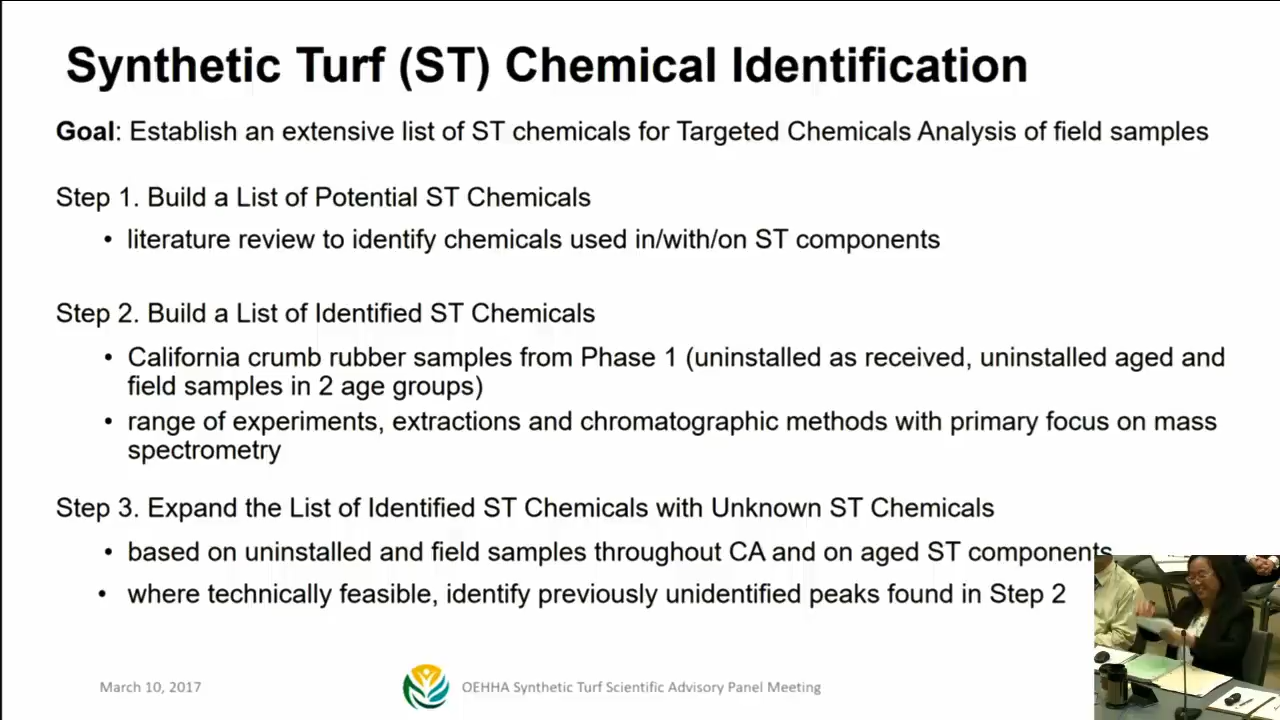 Synthetic Turf (ST) Chemical Identification
Goal: Establish an extensive list of ST chemicals for Targeted Chemicals Analysis of field samples
Step 1. Build a List of Potential ST Chemicals
• literature review to identify chemicals used in/with/on ST components
Step 2. Build a List of Identified ST Chemicals
• California crumb rubber samples from Phase 1 (uninstalled as received, uninstalled aged and
field samples in 2 age groups)
• range of experiments, extractions and chromatographic methods with primary focus on mass
spectrometry
Step 3. Expand the List of Identified ST Chemicals with Unknown ST Chemicals
• based on uninstalled and field samples throughout CA and on aged ST components
• where technically feasible, identify previously unidentified peaks found in Step 2
March 10, 2017
OEHHA Synthetic Turf Scientific Advisory Panel Meeting